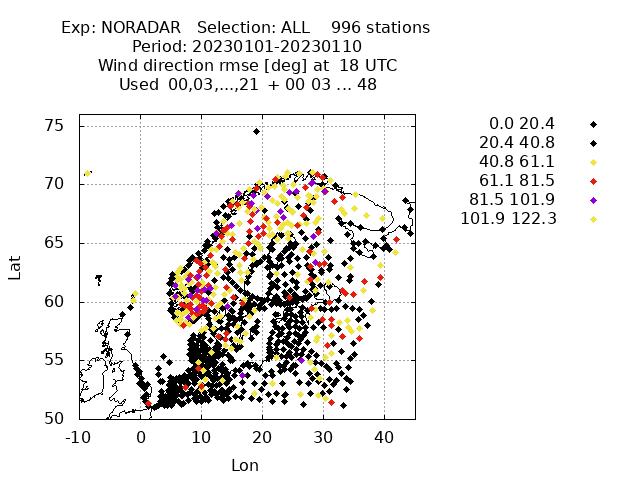 Exp: NORADAR   Selection: ALL    996 stations
Period: 20230101-20230110
Wind direction rmse [deg] at  18 UTC
Used  00,03,...,21  + 00 03 ... 48
0.0 20.4
20.4 40.8
40.8 61.1
61.1 81.5
81.5 101.9
101.9 122.3
75
70
65
60
55
50
Lat
-10 0 10 20 30 40
Lon